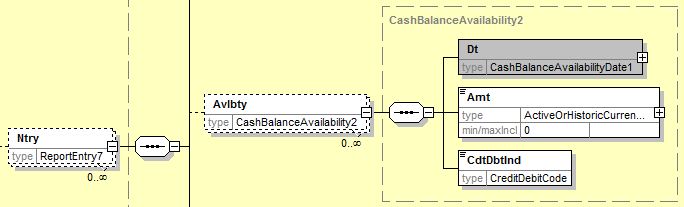 CashBalanceAvailability2
Dt
type CashBalanceAvailabilityDate1
Avlbty
type CashBalanceAvailability2
0..∞
Amt
type ActiveOrHistoricCurren...
min/maxIncl 0
Ntry
type ReportEntry7
0..∞
CdtDbtInd
type CreditDebitCode